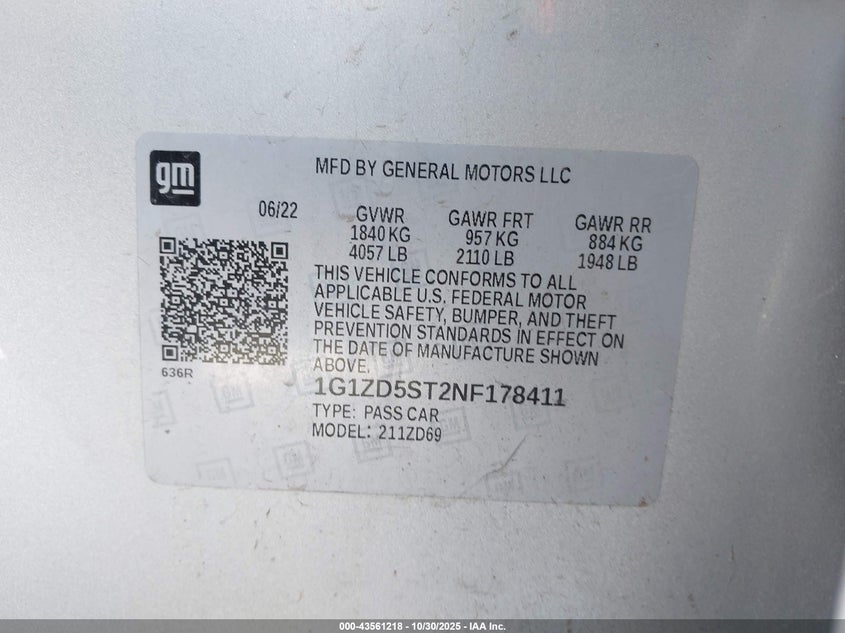 gm
MFD BY GENERAL MOTORS LLC
06/22
GVWR GAWR FRT GAWR RR
1840 KG 957 KG 884 KG
4057 LB 2110 LB 1948 LB
THIS VEHICLE CONFORMS TO ALL
APPLICABLE U.S. FEDERAL MOTOR
VEHICLE SAFETY, BUMPER, AND THEFT
PREVENTION STANDARDS IN EFFECT ON
THE DATE OF MANUFACTURE SHOWN
ABOVE.
636R
1G1ZD5ST2NF178411
TYPE: PASS CAR
MODEL: 211ZD69
000-43561218 - 10/30/2025 - IAA Inc.